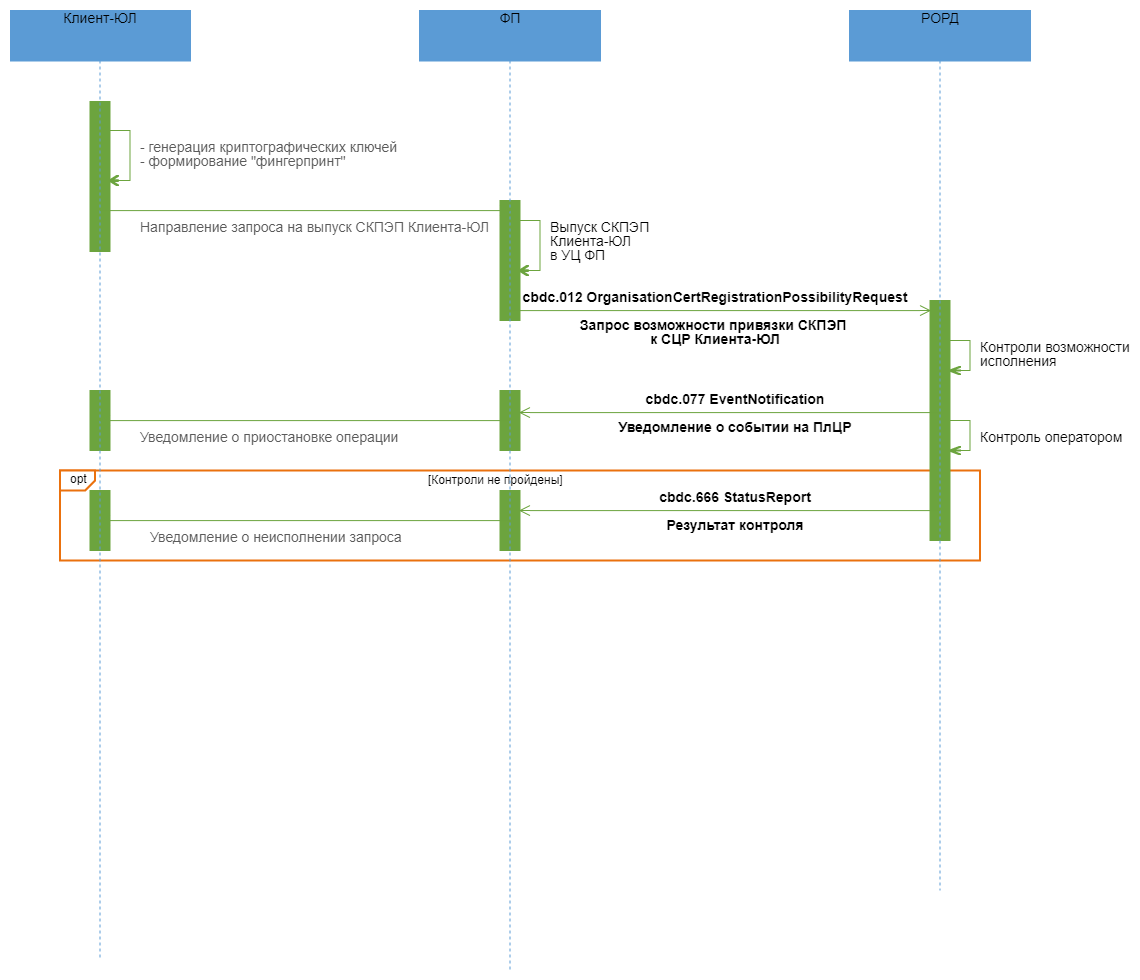 Клиент-ЮЛ
ФП
РОРД
- генерация криптографических ключей
- формирование "фингерпринт"
Направление запроса на выпуск СКПЭП Клиента-ЮЛ
Выпуск СКПЭП
Клиента-ЮЛ
в УЦ ФП
cbdc.012 OrganisationCertRegistrationPossibilityRequest
Запрос возможности привязки СКПЭП
к СЦР Клиента-ЮЛ
Контроли возможности
исполнения
cbdc.077 EventNotification
Уведомление о событии на ПлЦР
Уведомление о приостановке операции
Контроль оператором
opt
[Контроли не пройдены]
cbdc.666 StatusReport
Результат контроля
Уведомление о неисполнении запроса